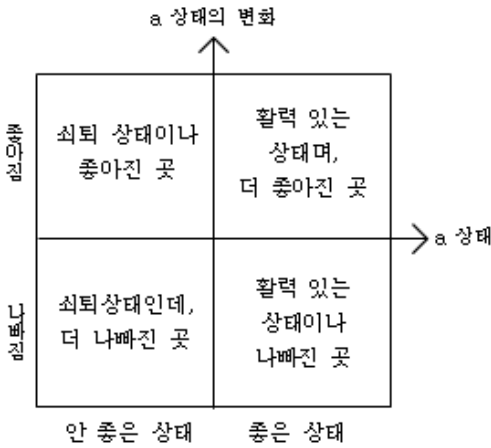 a 상태의 변화
좋아짐
쇠퇴 상태이나
좋아진 곳
활력 있는
상태며,
더 좋아진 곳
a 상태
나빠짐
쇠퇴상태인데,
더 나빠진 곳
활력 있는
상태이나
나빠진 곳
안 좋은 상태
좋은 상태